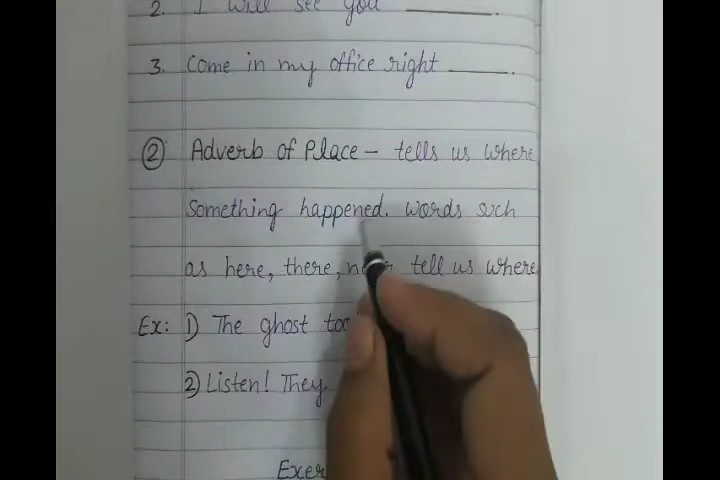 2. I will see you ______.
3. Come in my office right ______.
② Adverb of Place – tells us where
Something happened. words such
as here, there, tell us where
Ex: 1) The ghost
2) Listen! They